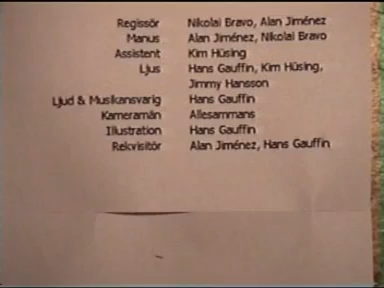 Regissör Nikolai Bravo, Alan Jiménez
Manus Alan Jiménez, Nikolai Bravo
Assistent Kim Hüsing
Ljus Hans Gauffin, Kim Hüsing,
Jimmy Hansson
Ljud & Musikansvarig Hans Gauffin
Kameramän Allesammans
Illustration Hans Gauffin
Rekvisitör Alan Jiménez, Hans Gauffin